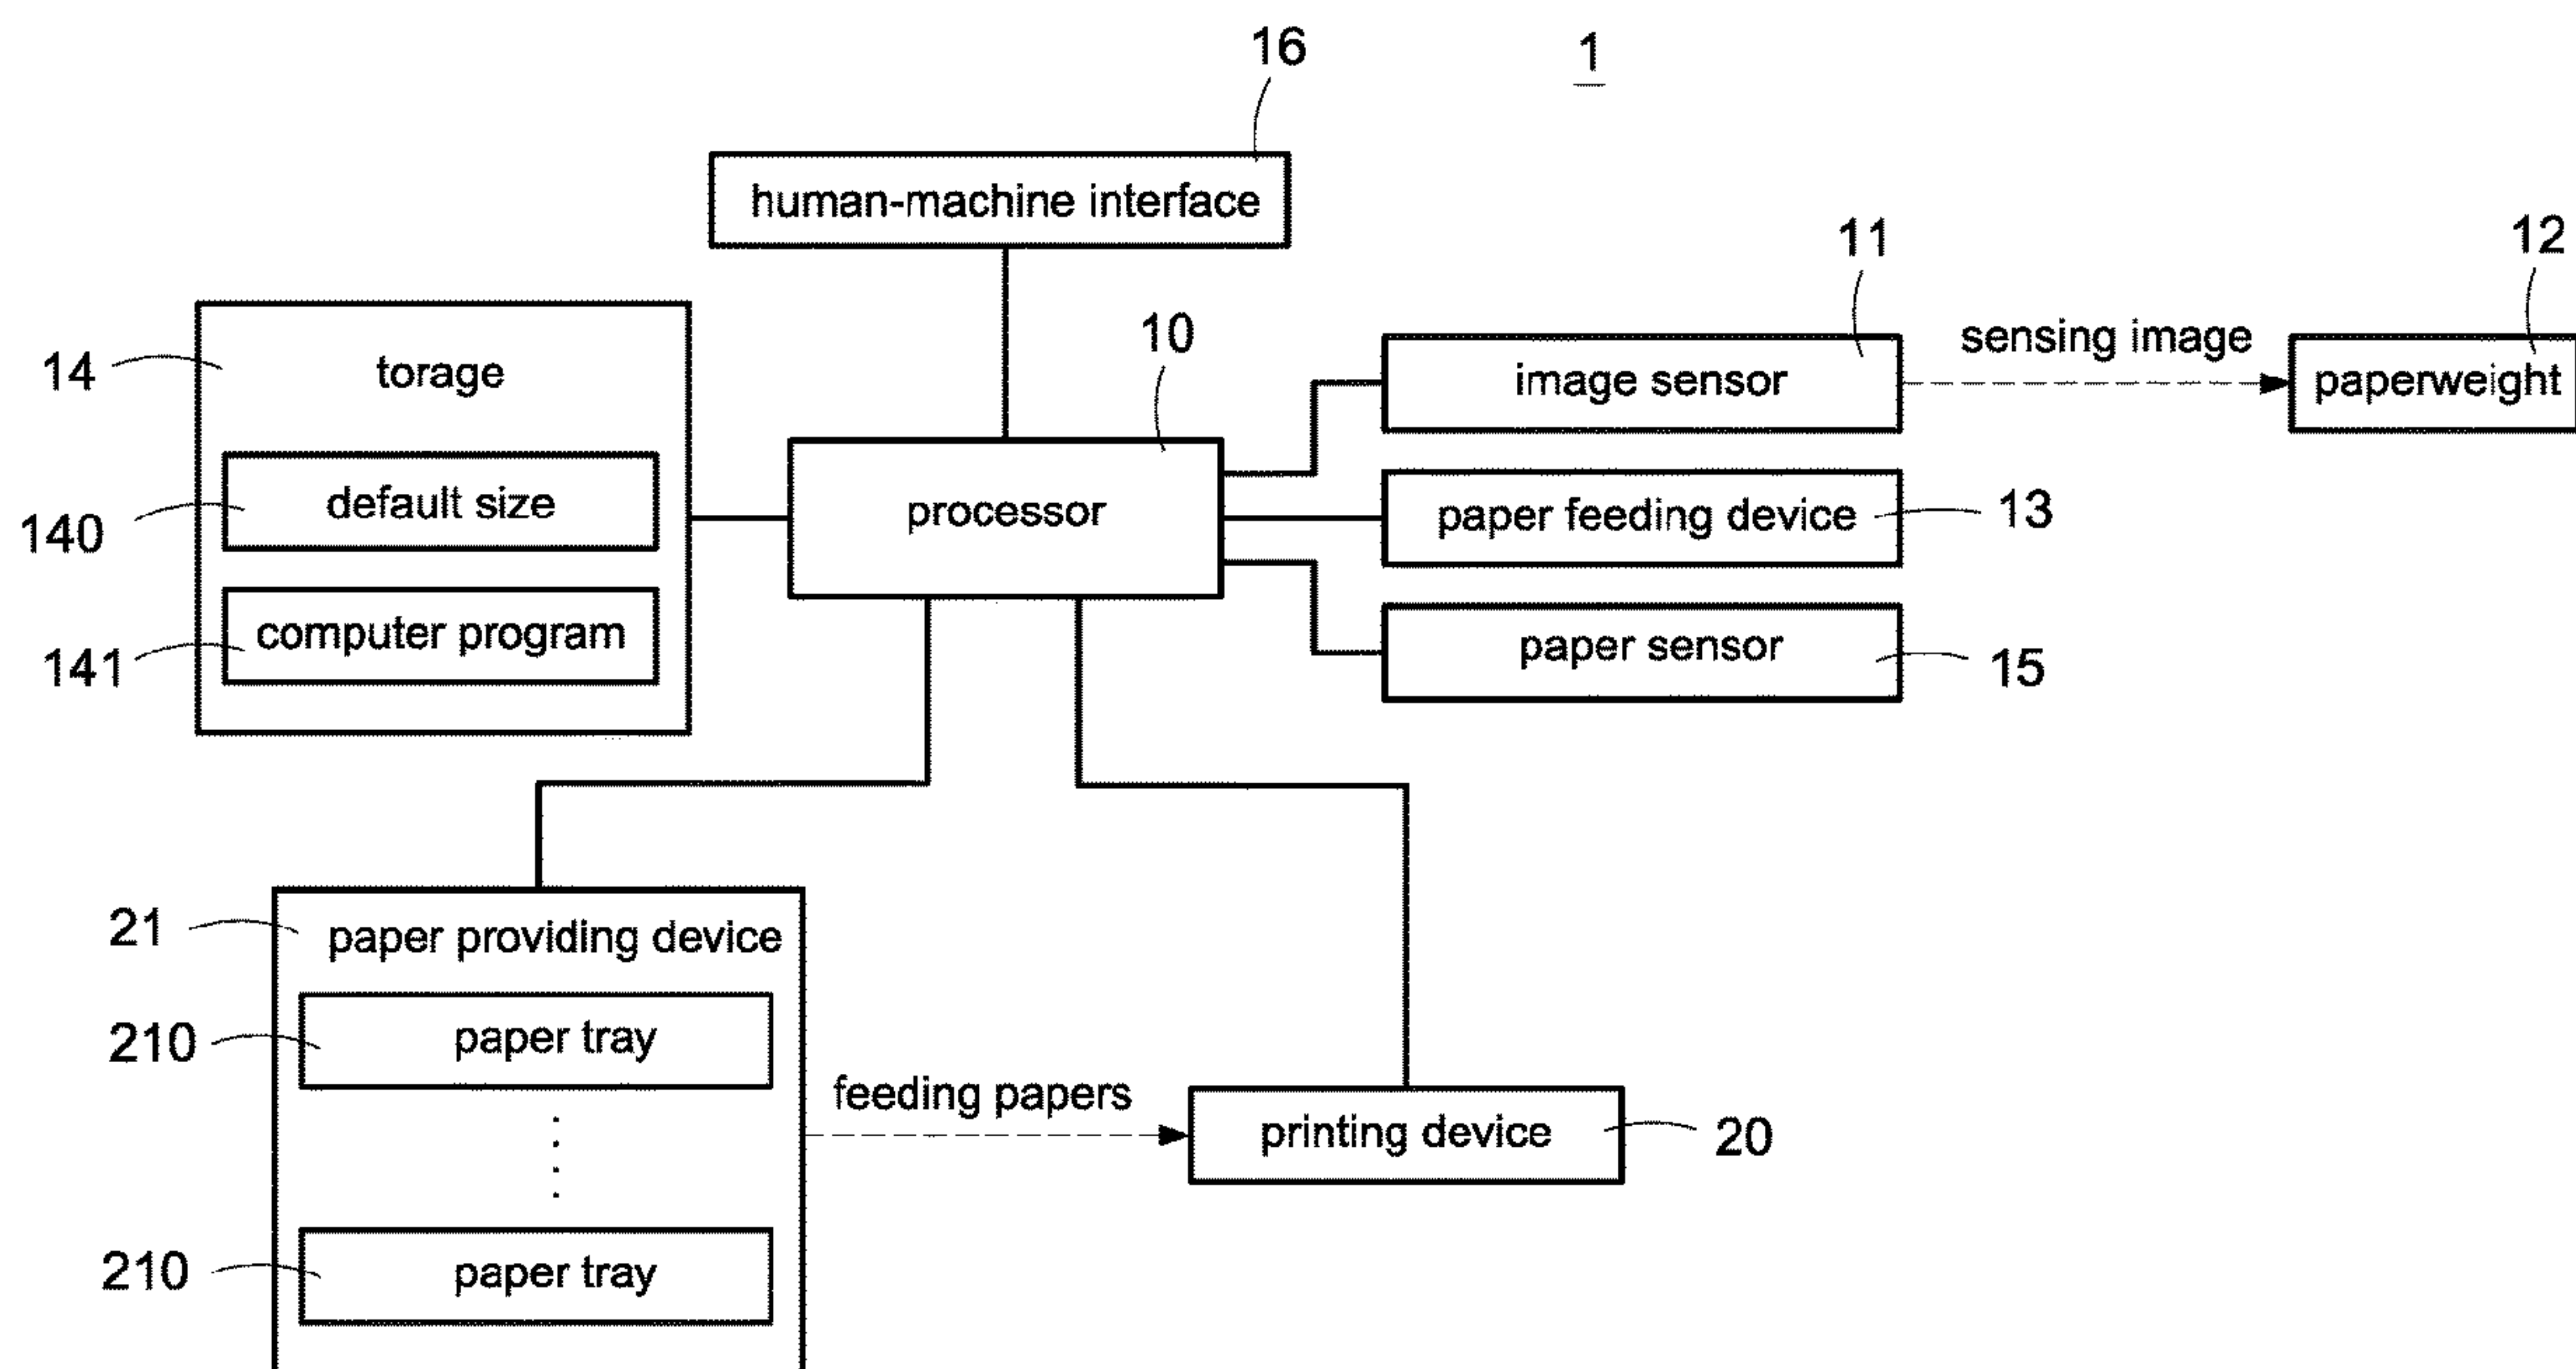 16
1
human-machine interface
11
12
10
sensing image
14
torage
image sensor
paperweight
140
default size
processor
paper feeding device
13
141
computer program
paper sensor
15
21
paper providing device
210
paper tray
feeding papers
printing device
20
210
paper tray